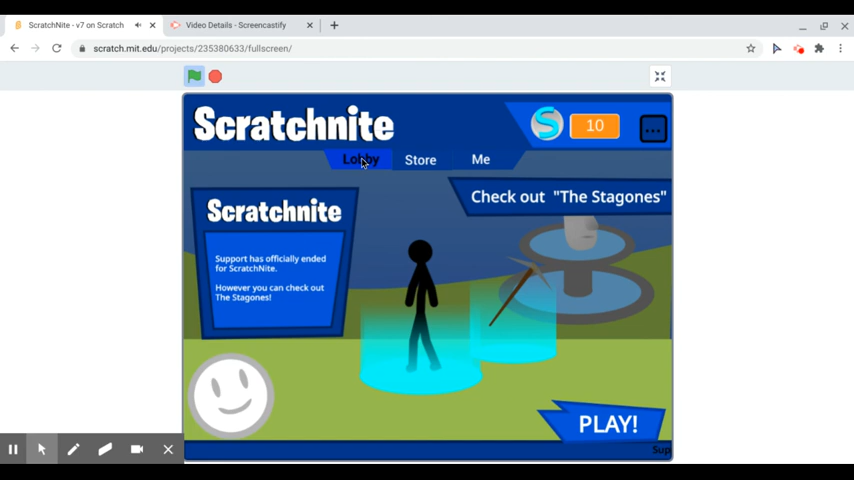 ScratchNite - v7 on Scratch
Video Details - Screencastify
scratch.mit.edu/projects/235380633/fullscreen/
Scratchnite
S
10
...
Lobby
Store
Me
Check out "The Stagones"
Scratchnite
Support has officially ended
for ScratchNite.
However you can check out
The Stagones!
PLAY!
Sup